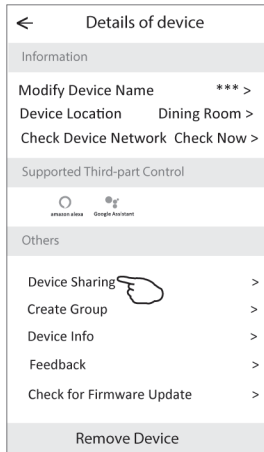 ← Details of device
Information
Modify Device Name *** >
Device Location Dining Room >
Check Device Network Check Now >
Supported Third-part Control
amazon alexa Google Assistant
Others
Device Sharing >
Create Group >
Device Info >
Feedback >
Check for Firmware Update >
Remove Device